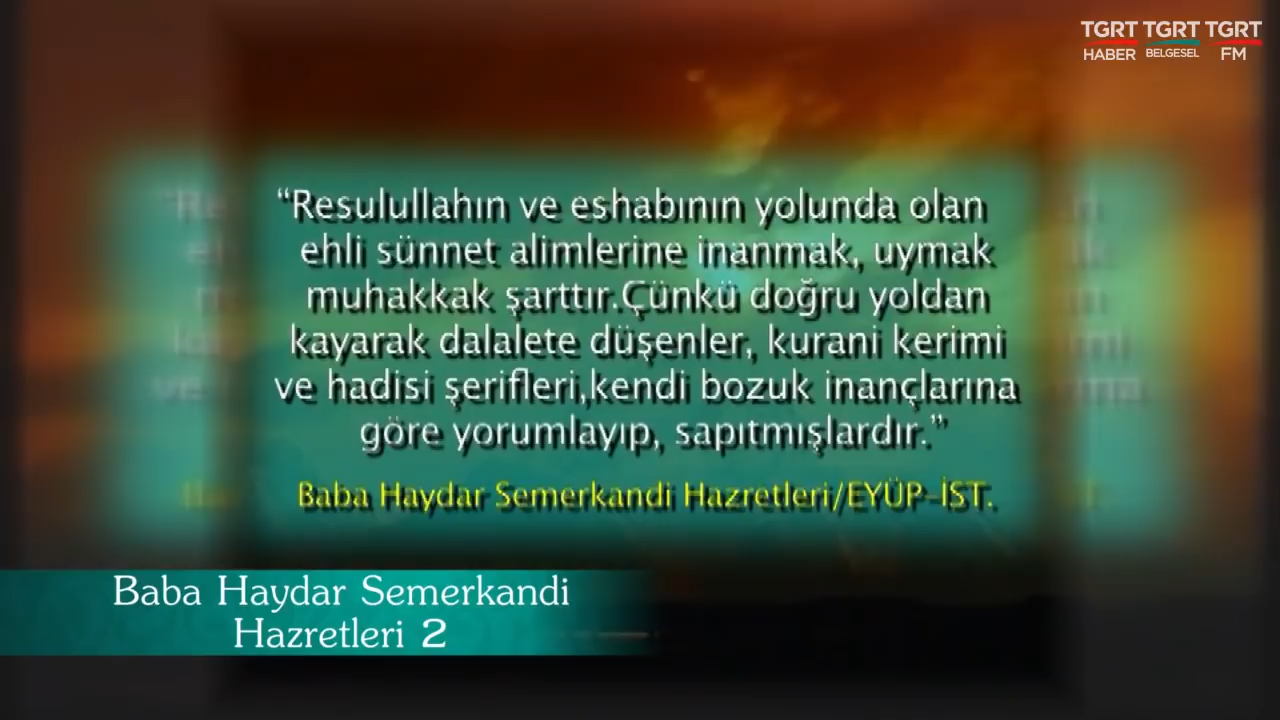 TGRT TGRT TGRT
HABER BELGESEL FM
“Resulullahın ve eshabının yolunda olan
ehli sünnet alimlerine inanmak, uymak
muhakkak şarttır.Çünkü doğru yoldan
kayarak dalalete düşenler, kurani kerimi
ve hadisi şerifleri,kendi bozuk inançlarına
göre yorumlayıp, sapıtmışlardır.”
Baba Haydar Semerkandi Hazretleri/EYÜP-İST.
Baba Haydar Semerkandi
Hazretleri 2